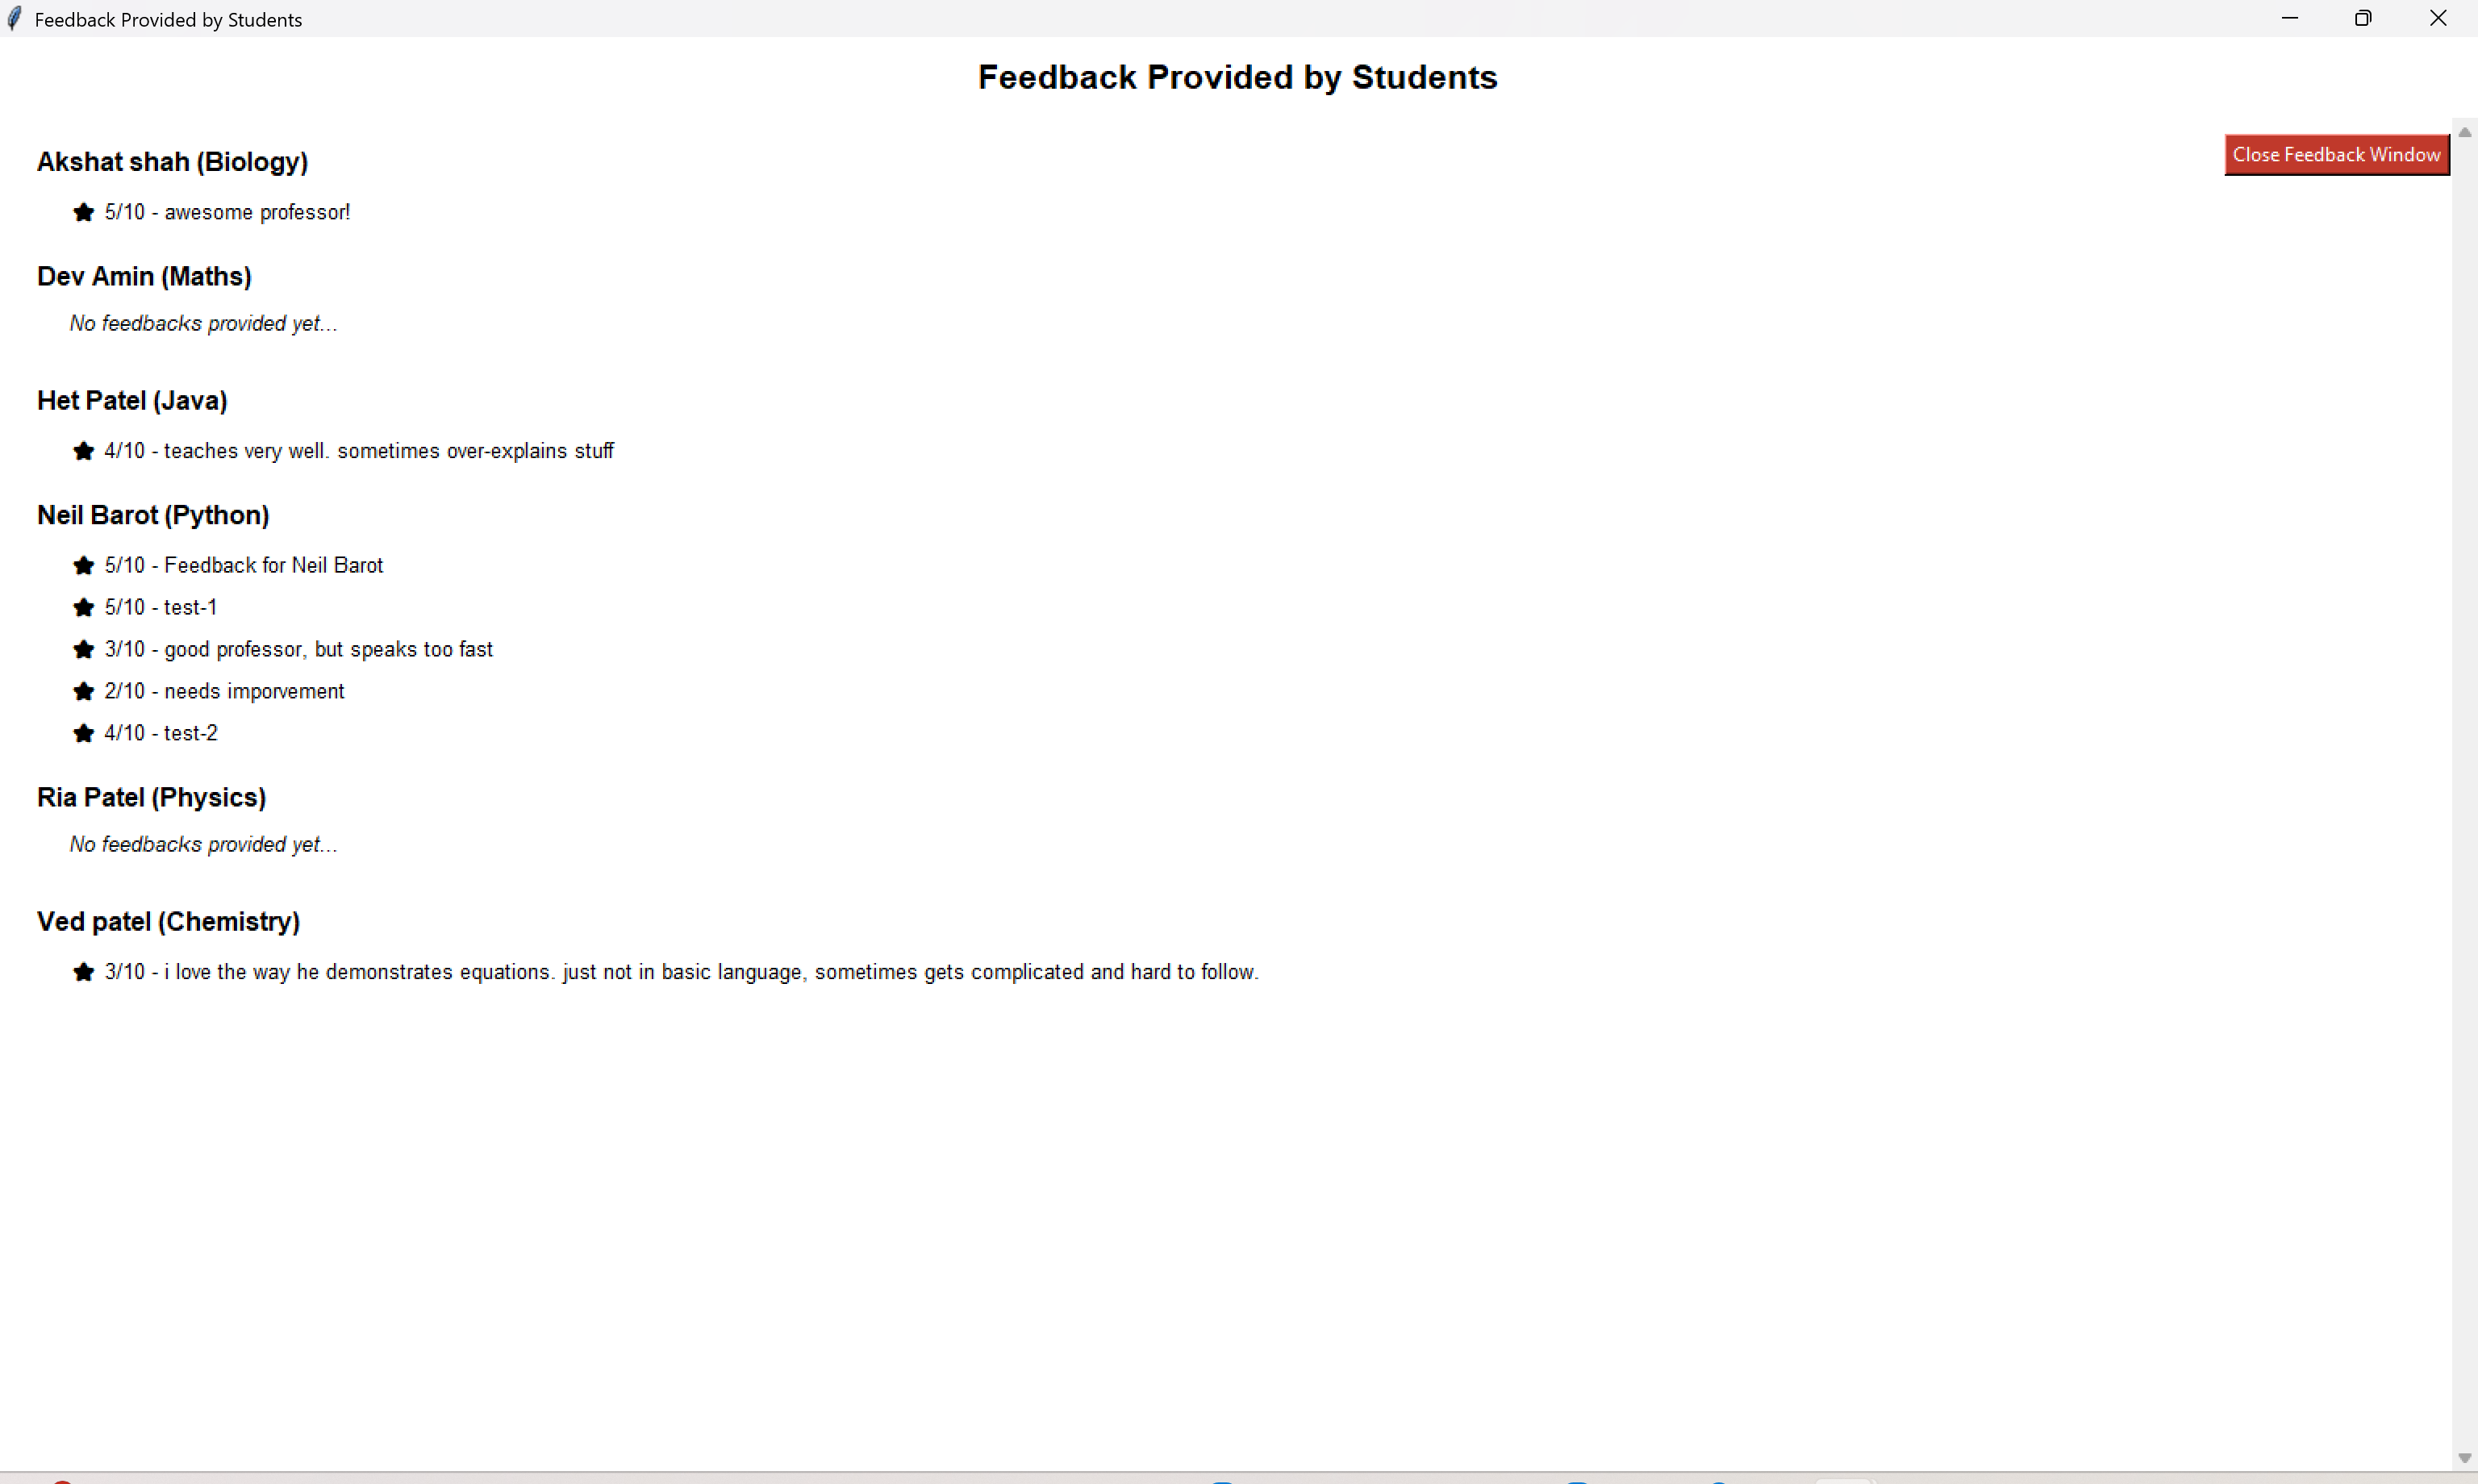 Feedback Provided by Students
Feedback Provided by Students
Close Feedback Window
Akshat shah (Biology)
★ 5/10 - awesome professor!
Dev Amin (Maths)
No feedbacks provided yet...
Het Patel (Java)
★ 4/10 - teaches very well. sometimes over-explains stuff
Neil Barot (Python)
★ 5/10 - Feedback for Neil Barot
★ 5/10 - test-1
★ 3/10 - good professor, but speaks too fast
★ 2/10 - needs imporvement
★ 4/10 - test-2
Ria Patel (Physics)
No feedbacks provided yet...
Ved patel (Chemistry)
★ 3/10 - i love the way he demonstrates equations. just not in basic language, sometimes gets complicated and hard to follow.